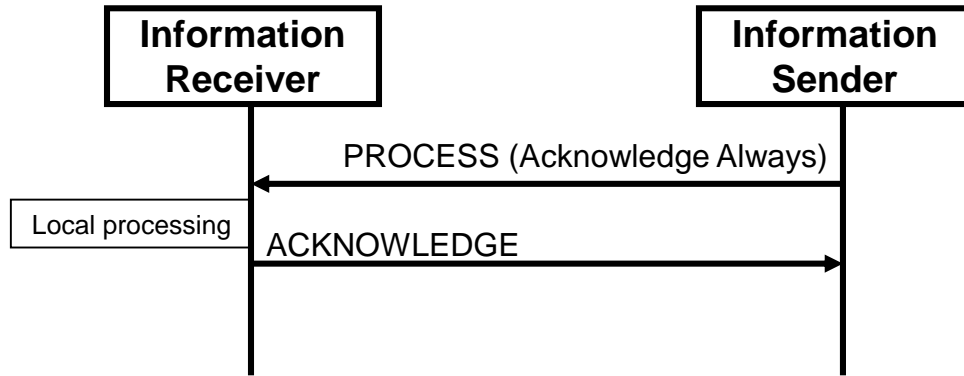 Information
Receiver
Information
Sender
PROCESS (Acknowledge Always)
Local processing
ACKNOWLEDGE